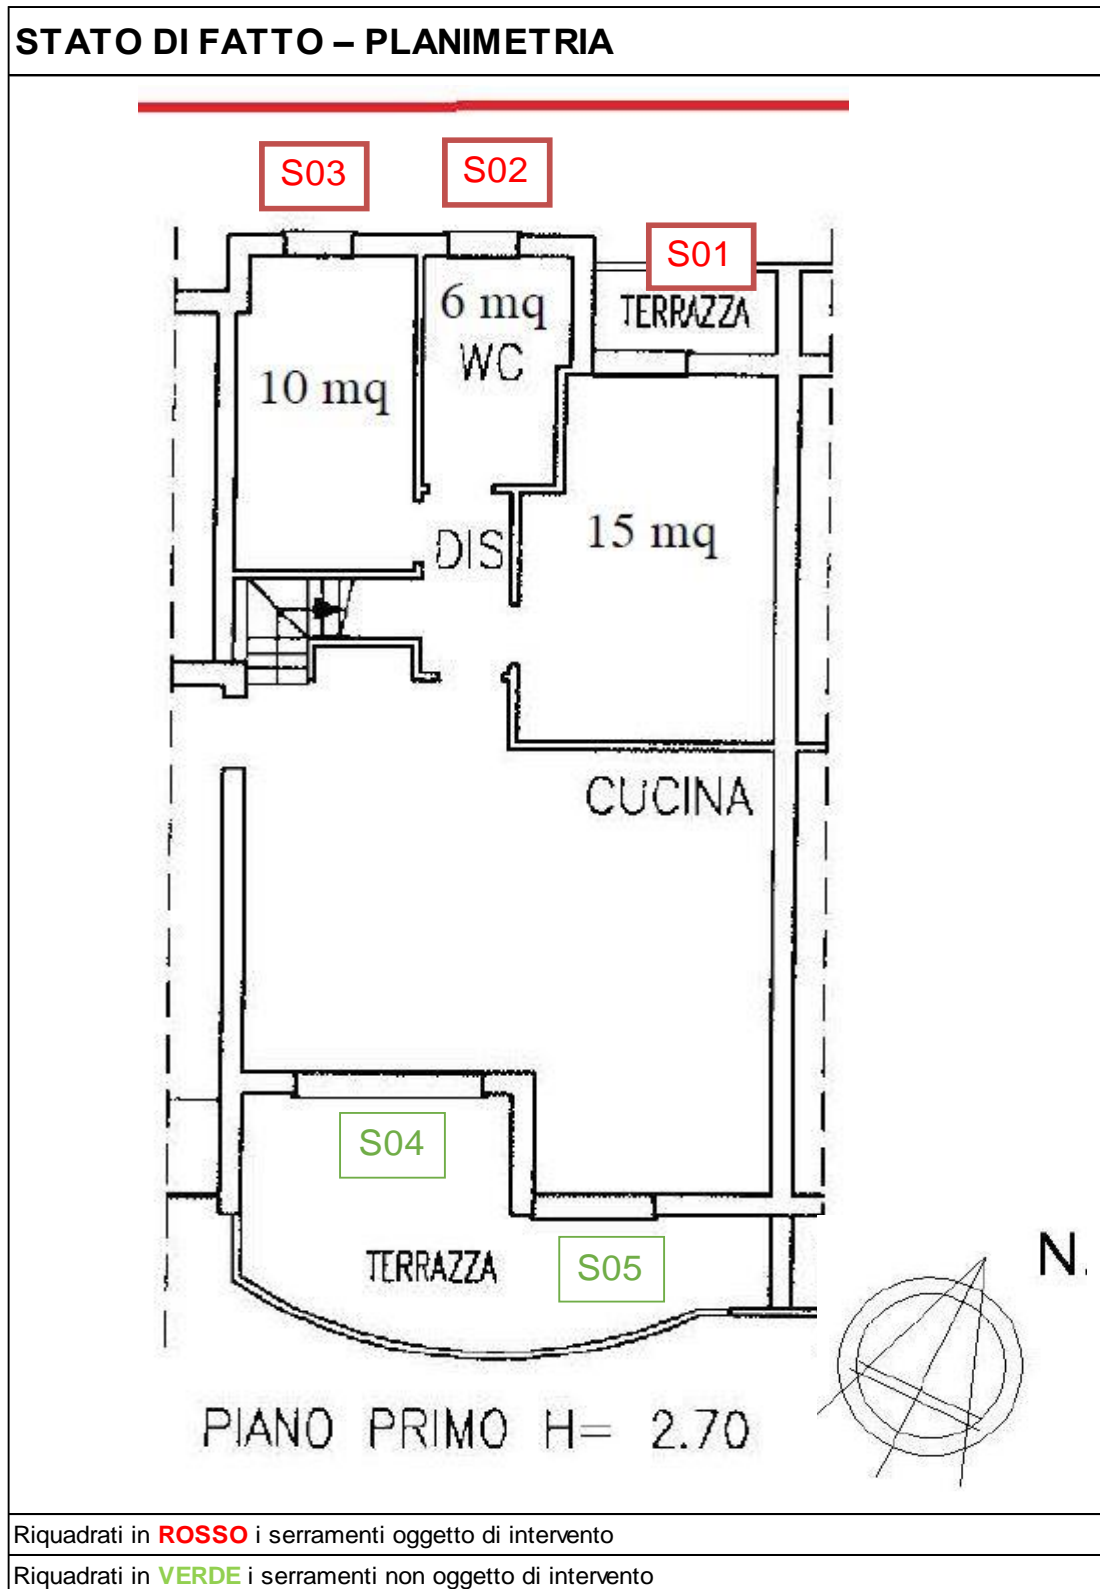 STATO DI FATTO – PLANIMETRIA
S03
S02
S01
6 mq
WC
TERRAZZA
10 mq
15 mq
DIS
CUCINA
S04
S05
TERRAZZA
N.
PIANO PRIMO H= 2.70
Riquadrati in ROSSO i serramenti oggetto di intervento
Riquadrati in VERDE i serramenti non oggetto di intervento